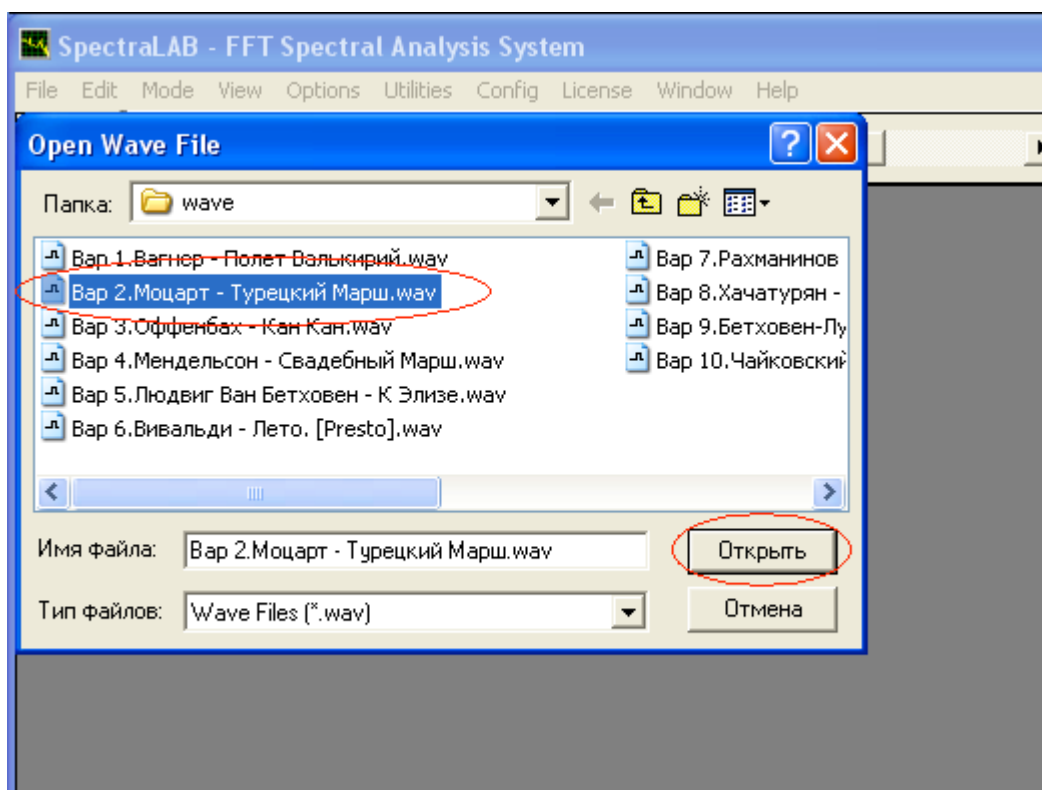 SpectraLAB - FFT Spectral Analysis System
File Edit Mode View Options Utilities Config License Window Help
Open Wave File
Папка: wave
Вар 1.Вагнер - Полет Валькирий.wav
Вар 2.Моцарт - Турецкий Марш.wav
Вар 3.Оффенбах - Кан Кан.wav
Вар 4.Мендельсон - Свадебный Марш.wav
Вар 5.Людвиг Ван Бетховен - К Элизе.wav
Вар 6.Вивальди - Лето. [Presto].wav
Вар 7.Рахманинов
Вар 8.Хачатурян -
Вар 9.Бетховен-Лу
Вар 10.Чайковский
Имя файла: Вар 2.Моцарт - Турецкий Марш.wav Открыть
Тип файлов: Wave Files (*.wav) Отмена